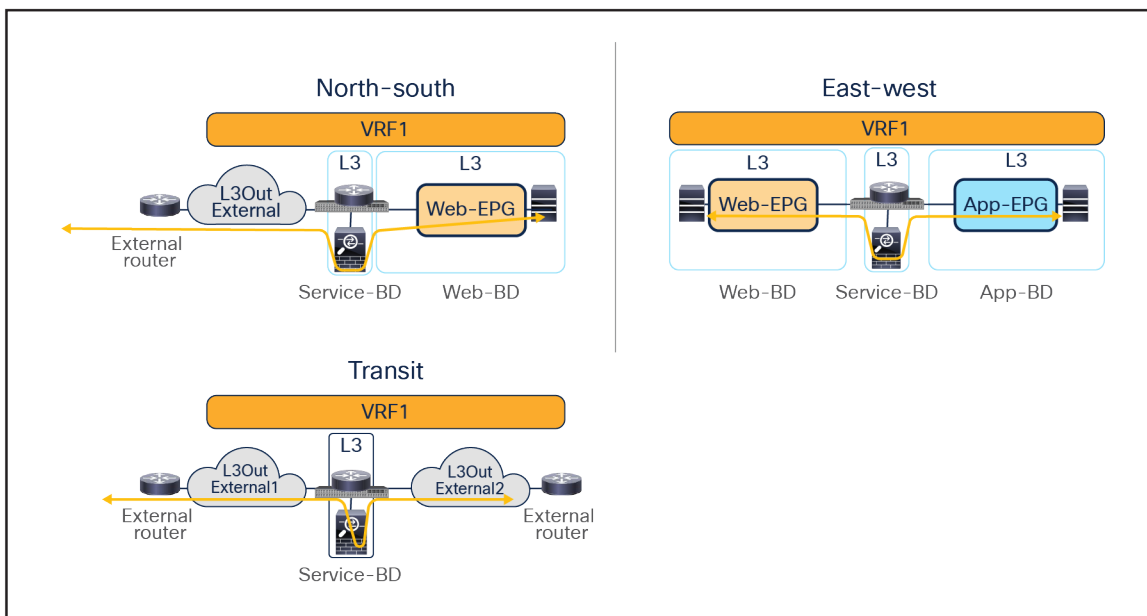 North-south
VRF1
L3
L3
L3Out
External
Web-EPG
External
router
Service-BD
Web-BD
East-west
VRF1
L3
L3
L3
Web-EPG
App-EPG
Web-BD
Service-BD
App-BD
Transit
VRF1
L3
L3Out
External1
L3Out
External2
External
router
External
router
Service-BD